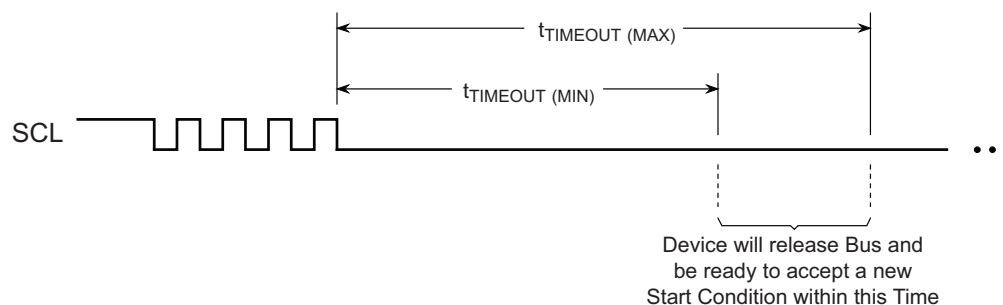 tTIMEOUT (MAX)
tTIMEOUT (MIN)
SCL
Device will release Bus and
be ready to accept a new
Start Condition within this Time